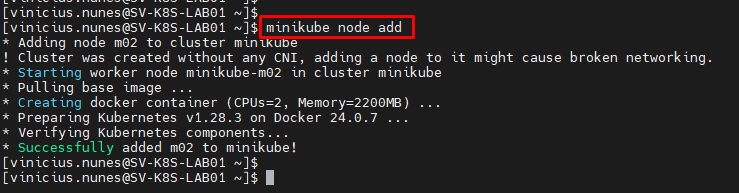 [vinicius.nunes@SV-K8S-LAB01 ~]$
[vinicius.nunes@SV-K8S-LAB01 ~]$ minikube node add
* Adding node m02 to cluster minikube
! Cluster was created without any CNI, adding a node to it might cause broken networking.
* Starting worker node minikube-m02 in cluster minikube
* Pulling base image ...
* Creating docker container (CPUs=2, Memory=2200MB) ...
* Preparing Kubernetes v1.28.3 on Docker 24.0.7 ...
* Verifying Kubernetes components...
* Successfully added m02 to minikube!
[vinicius.nunes@SV-K8S-LAB01 ~]$
[vinicius.nunes@SV-K8S-LAB01 ~]$